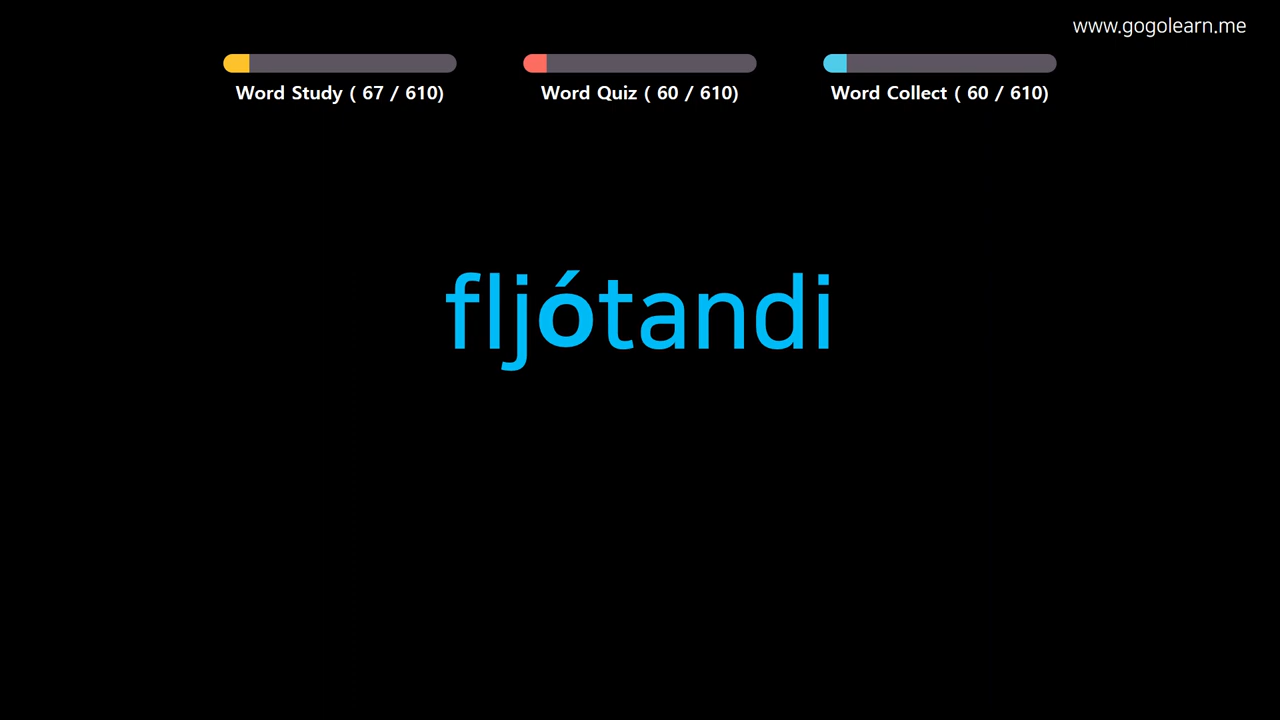 www.gogolearn.me
Word Study ( 67 / 610)
Word Quiz ( 60 / 610)
Word Collect ( 60 / 610)
fljótandi